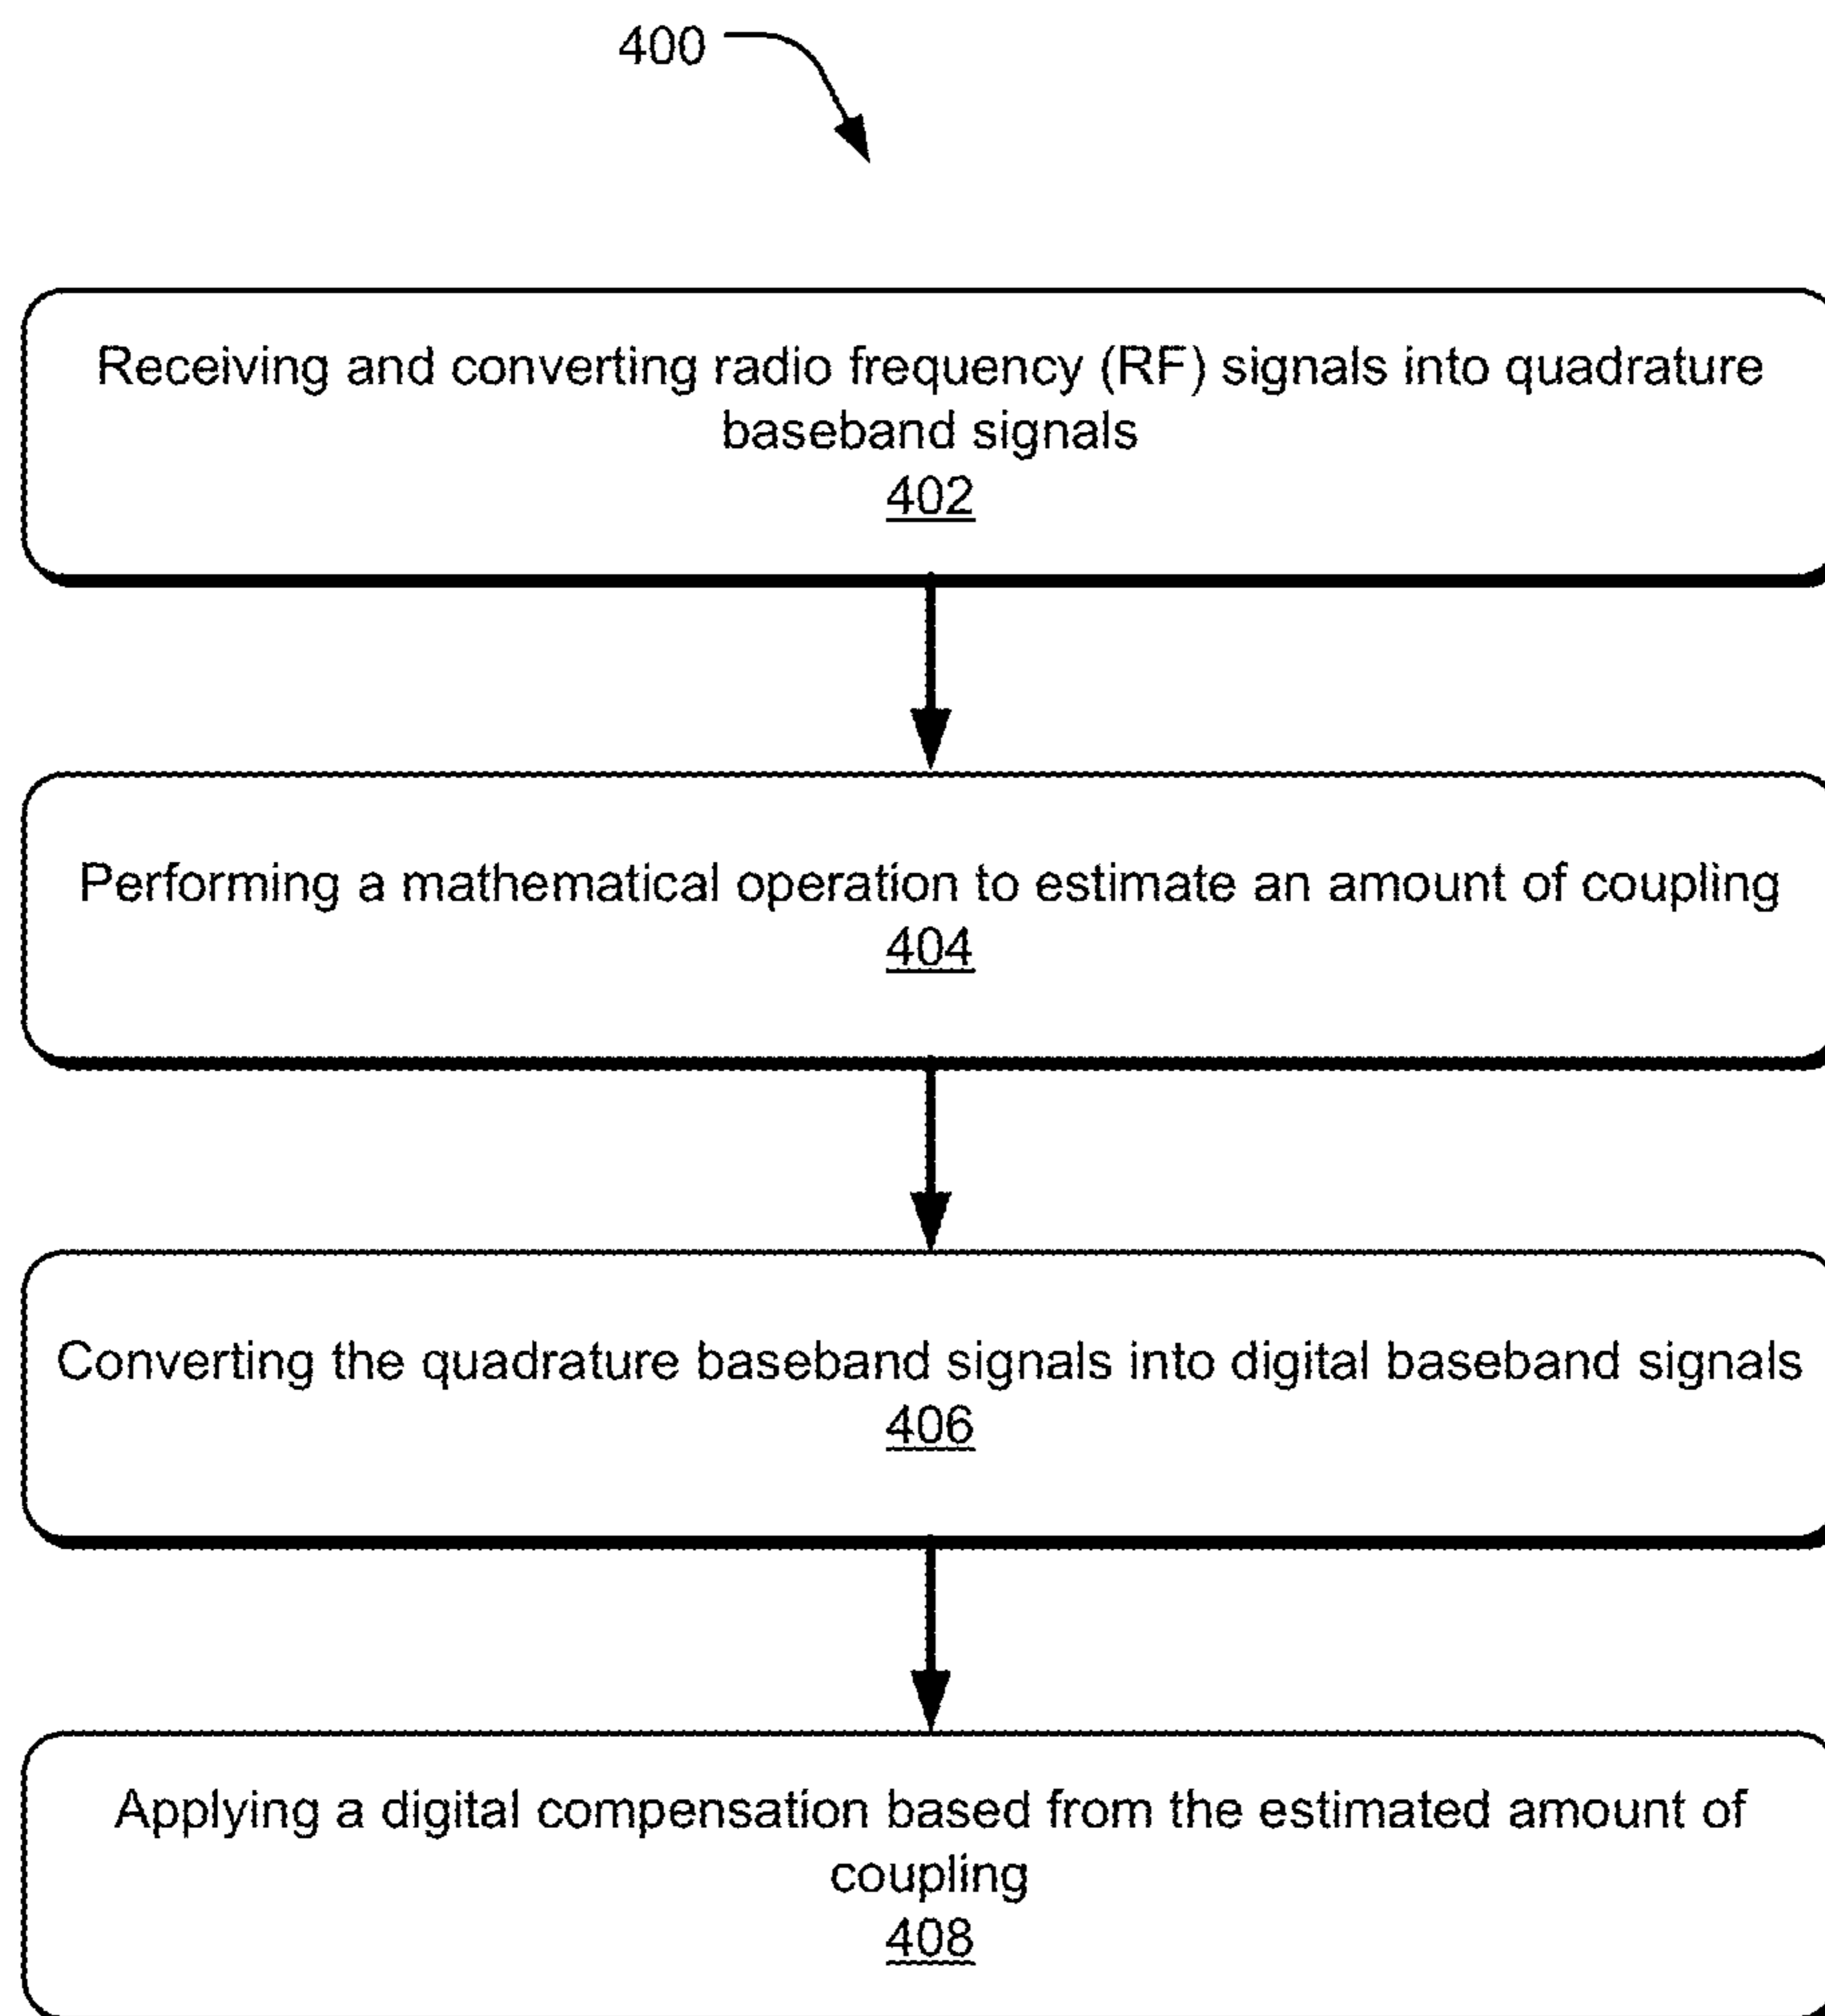 400
Receiving and converting radio frequency (RF) signals into quadrature
baseband signals
402
Performing a mathematical operation to estimate an amount of coupling
404
Converting the quadrature baseband signals into digital baseband signals
406
Applying a digital compensation based from the estimated amount of
coupling
408